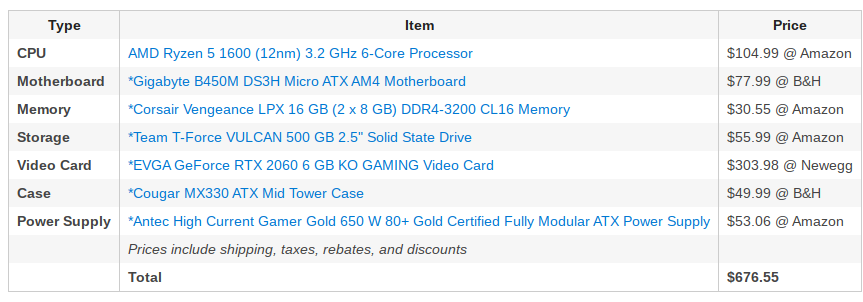 Type Item Price
CPU AMD Ryzen 5 1600 (12nm) 3.2 GHz 6-Core Processor $104.99 @ Amazon
Motherboard *Gigabyte B450M DS3H Micro ATX AM4 Motherboard $77.99 @ B&H
Memory *Corsair Vengeance LPX 16 GB (2 x 8 GB) DDR4-3200 CL16 Memory $30.55 @ Amazon
Storage *Team T-Force VULCAN 500 GB 2.5" Solid State Drive $55.99 @ Amazon
Video Card *EVGA GeForce RTX 2060 6 GB KO GAMING Video Card $303.98 @ Newegg
Case *Cougar MX330 ATX Mid Tower Case $49.99 @ B&H
Power Supply *Antec High Current Gamer Gold 650 W 80+ Gold Certified Fully Modular ATX Power Supply $53.06 @ Amazon
Prices include shipping, taxes, rebates, and discounts
Total $676.55